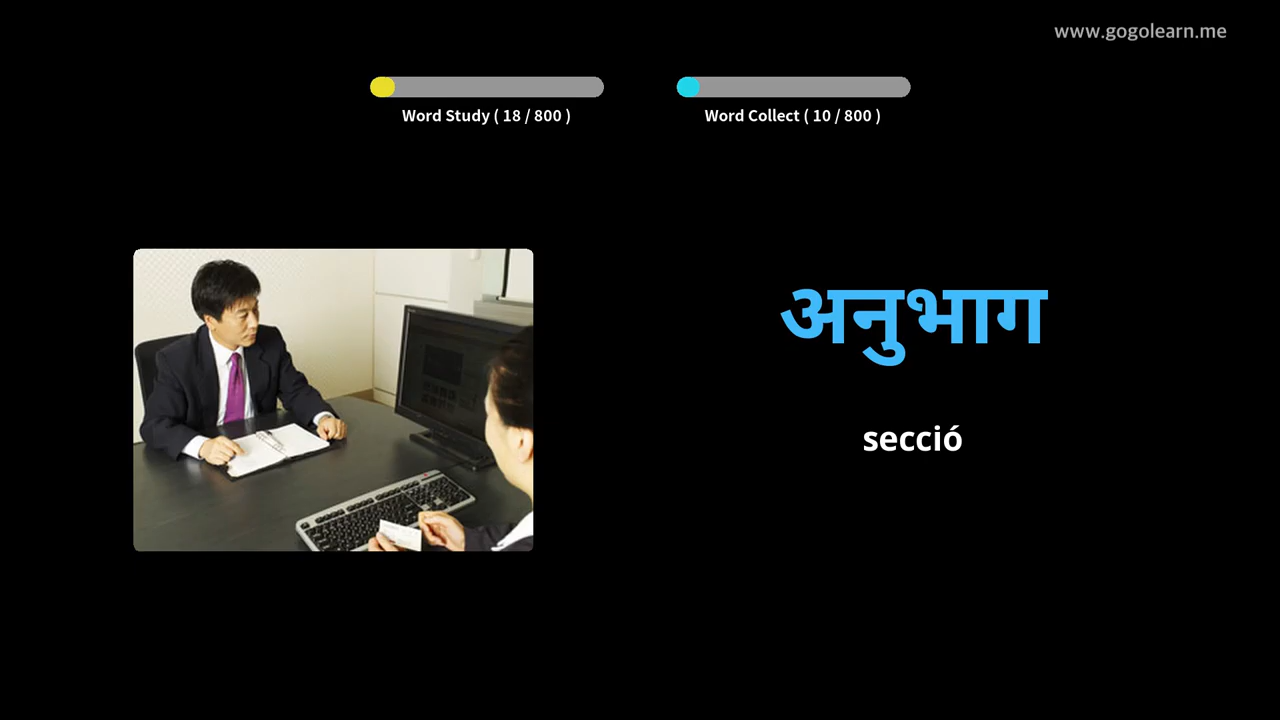 www.gogolearn.me
Word Study ( 18 / 800 )
Word Collect ( 10 / 800 )
अनुभाग
secció